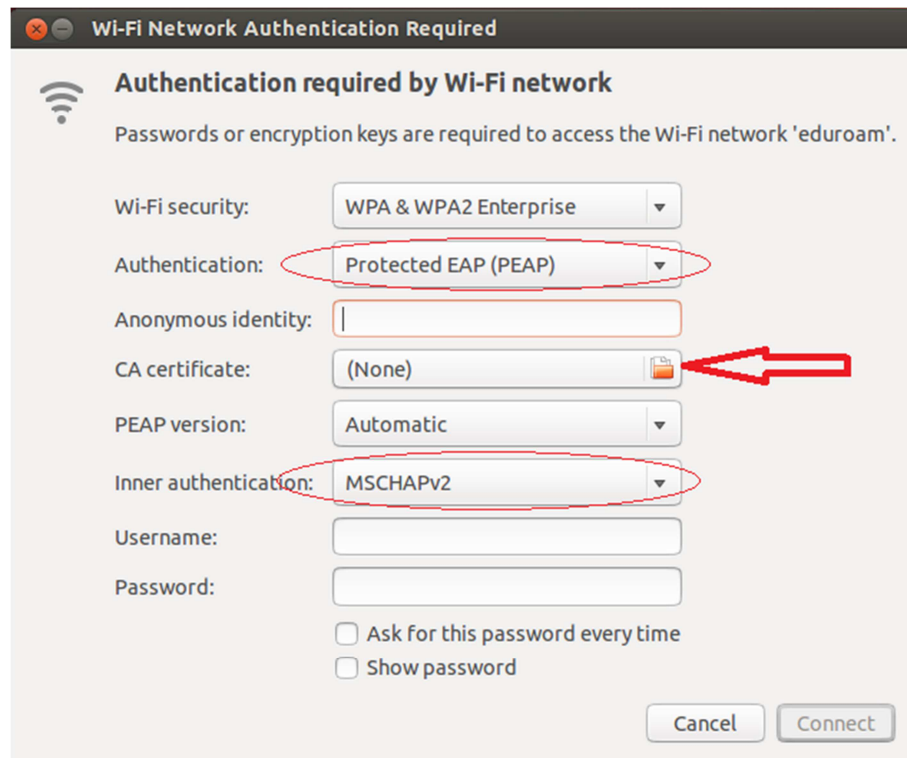 Wi-Fi Network Authentication Required
Authentication required by Wi-Fi network
Passwords or encryption keys are required to access the Wi-Fi network 'eduroam'.
Wi-Fi security: WPA & WPA2 Enterprise
Authentication: Protected EAP (PEAP)
Anonymous identity:
CA certificate: (None)
PEAP version: Automatic
Inner authentication: MSCHAPv2
Username:
Password:
Ask for this password every time
Show password
Cancel Connect